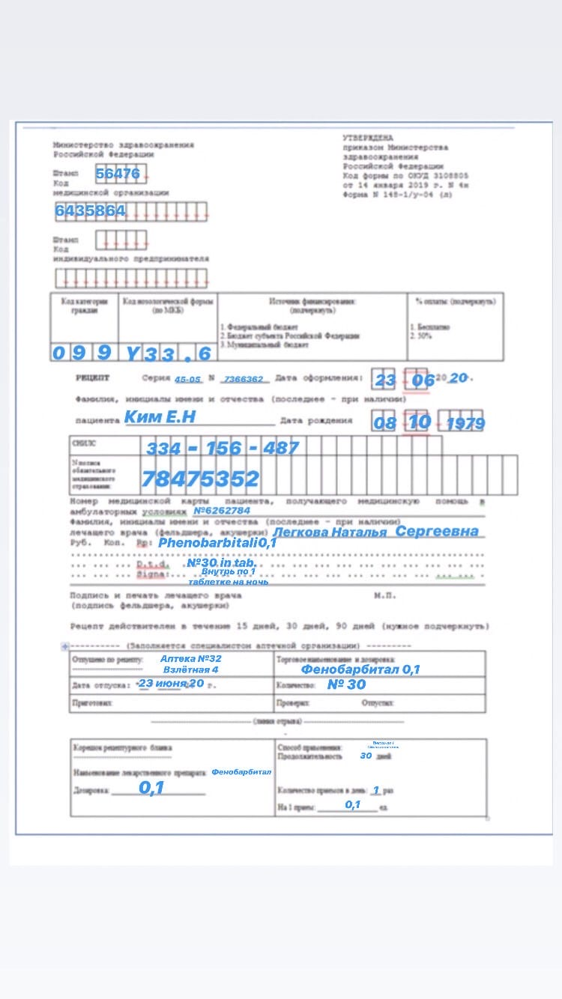 Министерство здравоохранения
Российской Федерации
УТВЕРЖДЕНА
приказом Министерства
здравоохранения
Российской Федерации
Код формы по ОКУД 3108805
от 14 января 2019 г. N 4н
Форма N 148-1/у-04 (л)
Штамп 56476
Код
медицинской организации
6435864
Штамп
Код
индивидуального предпринимателя
Код категории граждан
Код нозологической формы (по МКБ)
Источник финансирования: (подчеркнуть)
1. Федеральный бюджет
2. Бюджет субъекта Российской Федерации
3. Муниципальный бюджет
% оплаты: (подчеркнуть)
1. Бесплатно
2. 50%
099 Y33.6
РЕЦЕПТ Серия 45-05 N 7366362 Дата оформления: 23 06 20 20.
Фамилия, инициалы имени и отчества (последнее - при наличии)
пациента Ким Е.Н Дата рождения 08 10 1979
СНИЛС 334 - 156 - 487
N полиса обязательного медицинского страхования: 78475352
Номер медицинской карты пациента, получающего медицинскую помощь в
амбулаторных условиях №6262784
Фамилия, инициалы имени и отчества (последнее - при наличии)
лечащего врача (фельдшера, акушерки) Легкова Наталья Сергеевна
Руб. Коп. Rp: Phenobarbitali0,1
D.t.d. №30 in tab.
Signa: Внутрь по 1
таблетке на ночь
Подпись и печать лечащего врача М.П.
(подпись фельдшера, акушерки)
Рецепт действителен в течение 15 дней, 30 дней, 90 дней (нужное подчеркнуть)
---------- (Заполняется специалистом аптечной организации) ---------
Отпущено по рецепту: Аптека №32
Взлётная 4
Торговое наименование и дозировка:
Фенобарбитал 0,1
Дата отпуска: "23 июня 20 г.
Количество: № 30
Приготовил:
Проверил: Отпустил:
(линия отрыва)
Корешок рецептурного бланка
Способ применения:
Продолжительность 30 дней
Наименование лекарственного препарата: Фенобарбитал
Дозировка: 0,1
Количество приемов в день: 1 раз
На 1 прием: 0,1 ед.